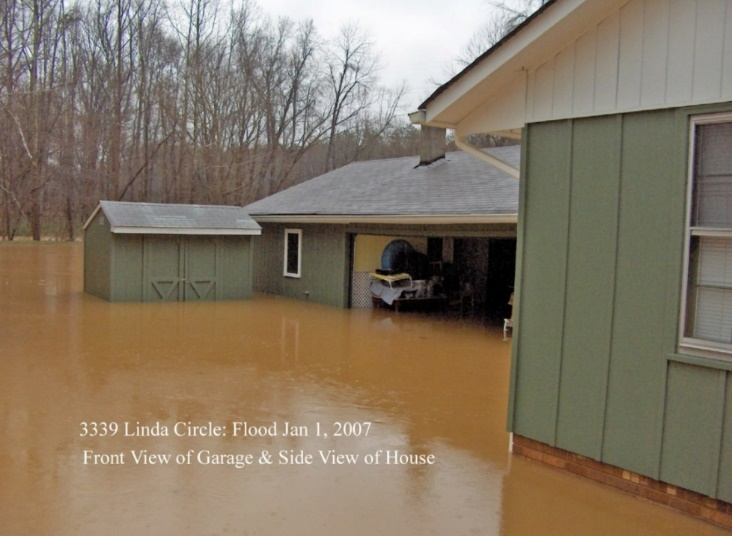 3339 Linda Circle: Flood Jan 1, 2007
Front View of Garage & Side View of House